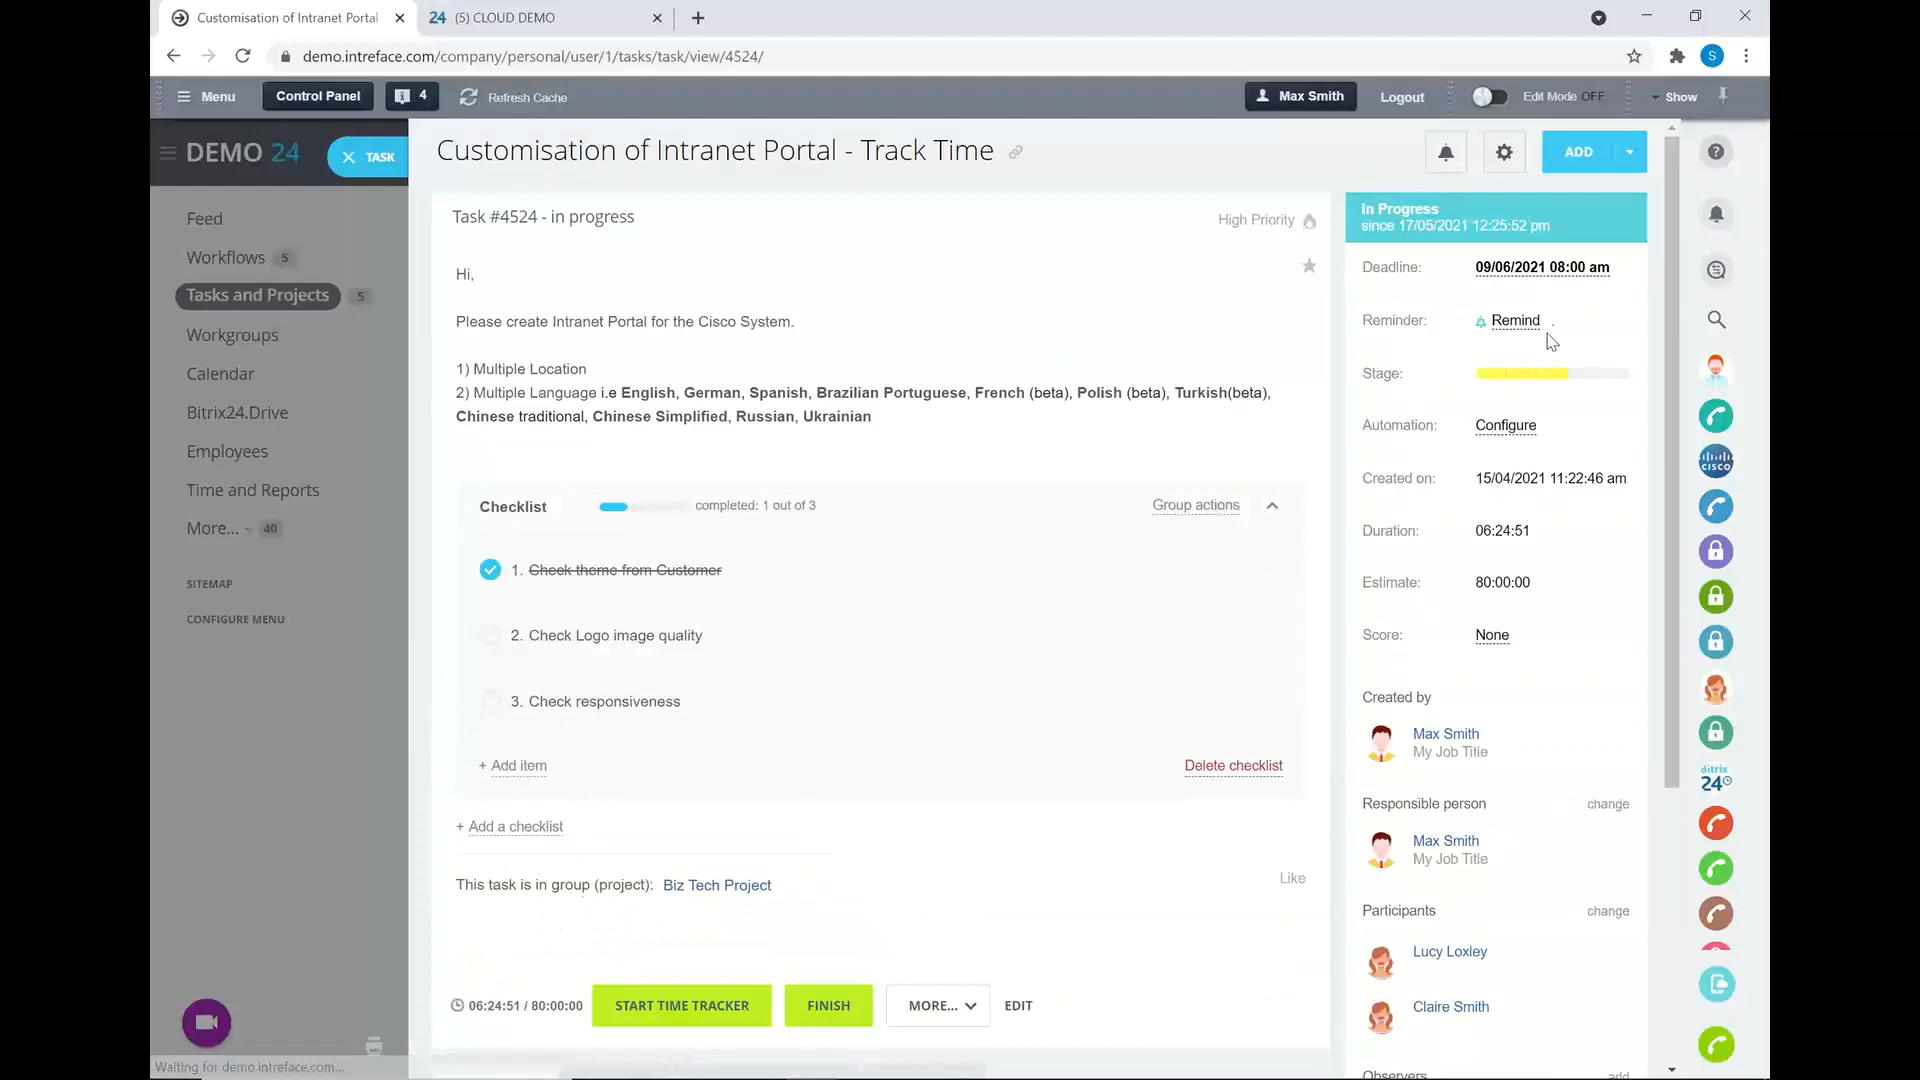 Customisation of Intranet Portal
24 (5) CLOUD DEMO
demo.intreface.com/company/personal/user/1/tasks/task/view/4524/
S
Menu
Control Panel
4
Refresh Cache
Max Smith
Logout
Edit Mode OFF
Show
DEMO 24
TASK
Customisation of Intranet Portal - Track Time
ADD
Feed
Workflows 5
Tasks and Projects 5
Workgroups
Calendar
Bitrix24.Drive
Employees
Time and Reports
More... 40
SITEMAP
CONFIGURE MENU
Task #4524 - in progress
High Priority
Hi,
Please create Intranet Portal for the Cisco System.
1) Multiple Location
2) Multiple Language i.e English, German, Spanish, Brazilian Portuguese, French (beta), Polish (beta), Turkish(beta),
Chinese traditional, Chinese Simplified, Russian, Ukrainian
Checklist
completed: 1 out of 3
Group actions
1. Check theme from Customer
2. Check Logo image quality
3. Check responsiveness
+ Add item
Delete checklist
+ Add a checklist
This task is in group (project): Biz Tech Project
Like
06:24:51 / 80:00:00
START TIME TRACKER
FINISH
MORE...
EDIT
In Progress
since 17/05/2021 12:25:52 pm
Deadline: 09/06/2021 08:00 am
Reminder: Remind
Stage:
Automation: Configure
Created on: 15/04/2021 11:22:46 am
Duration: 06:24:51
Estimate: 80:00:00
Score: None
Created by
Max Smith
My Job Title
Responsible person change
Max Smith
My Job Title
Participants change
Lucy Loxley
Claire Smith
Observers add
CISCO
bitrix
24
Waiting for demo.intreface.com...